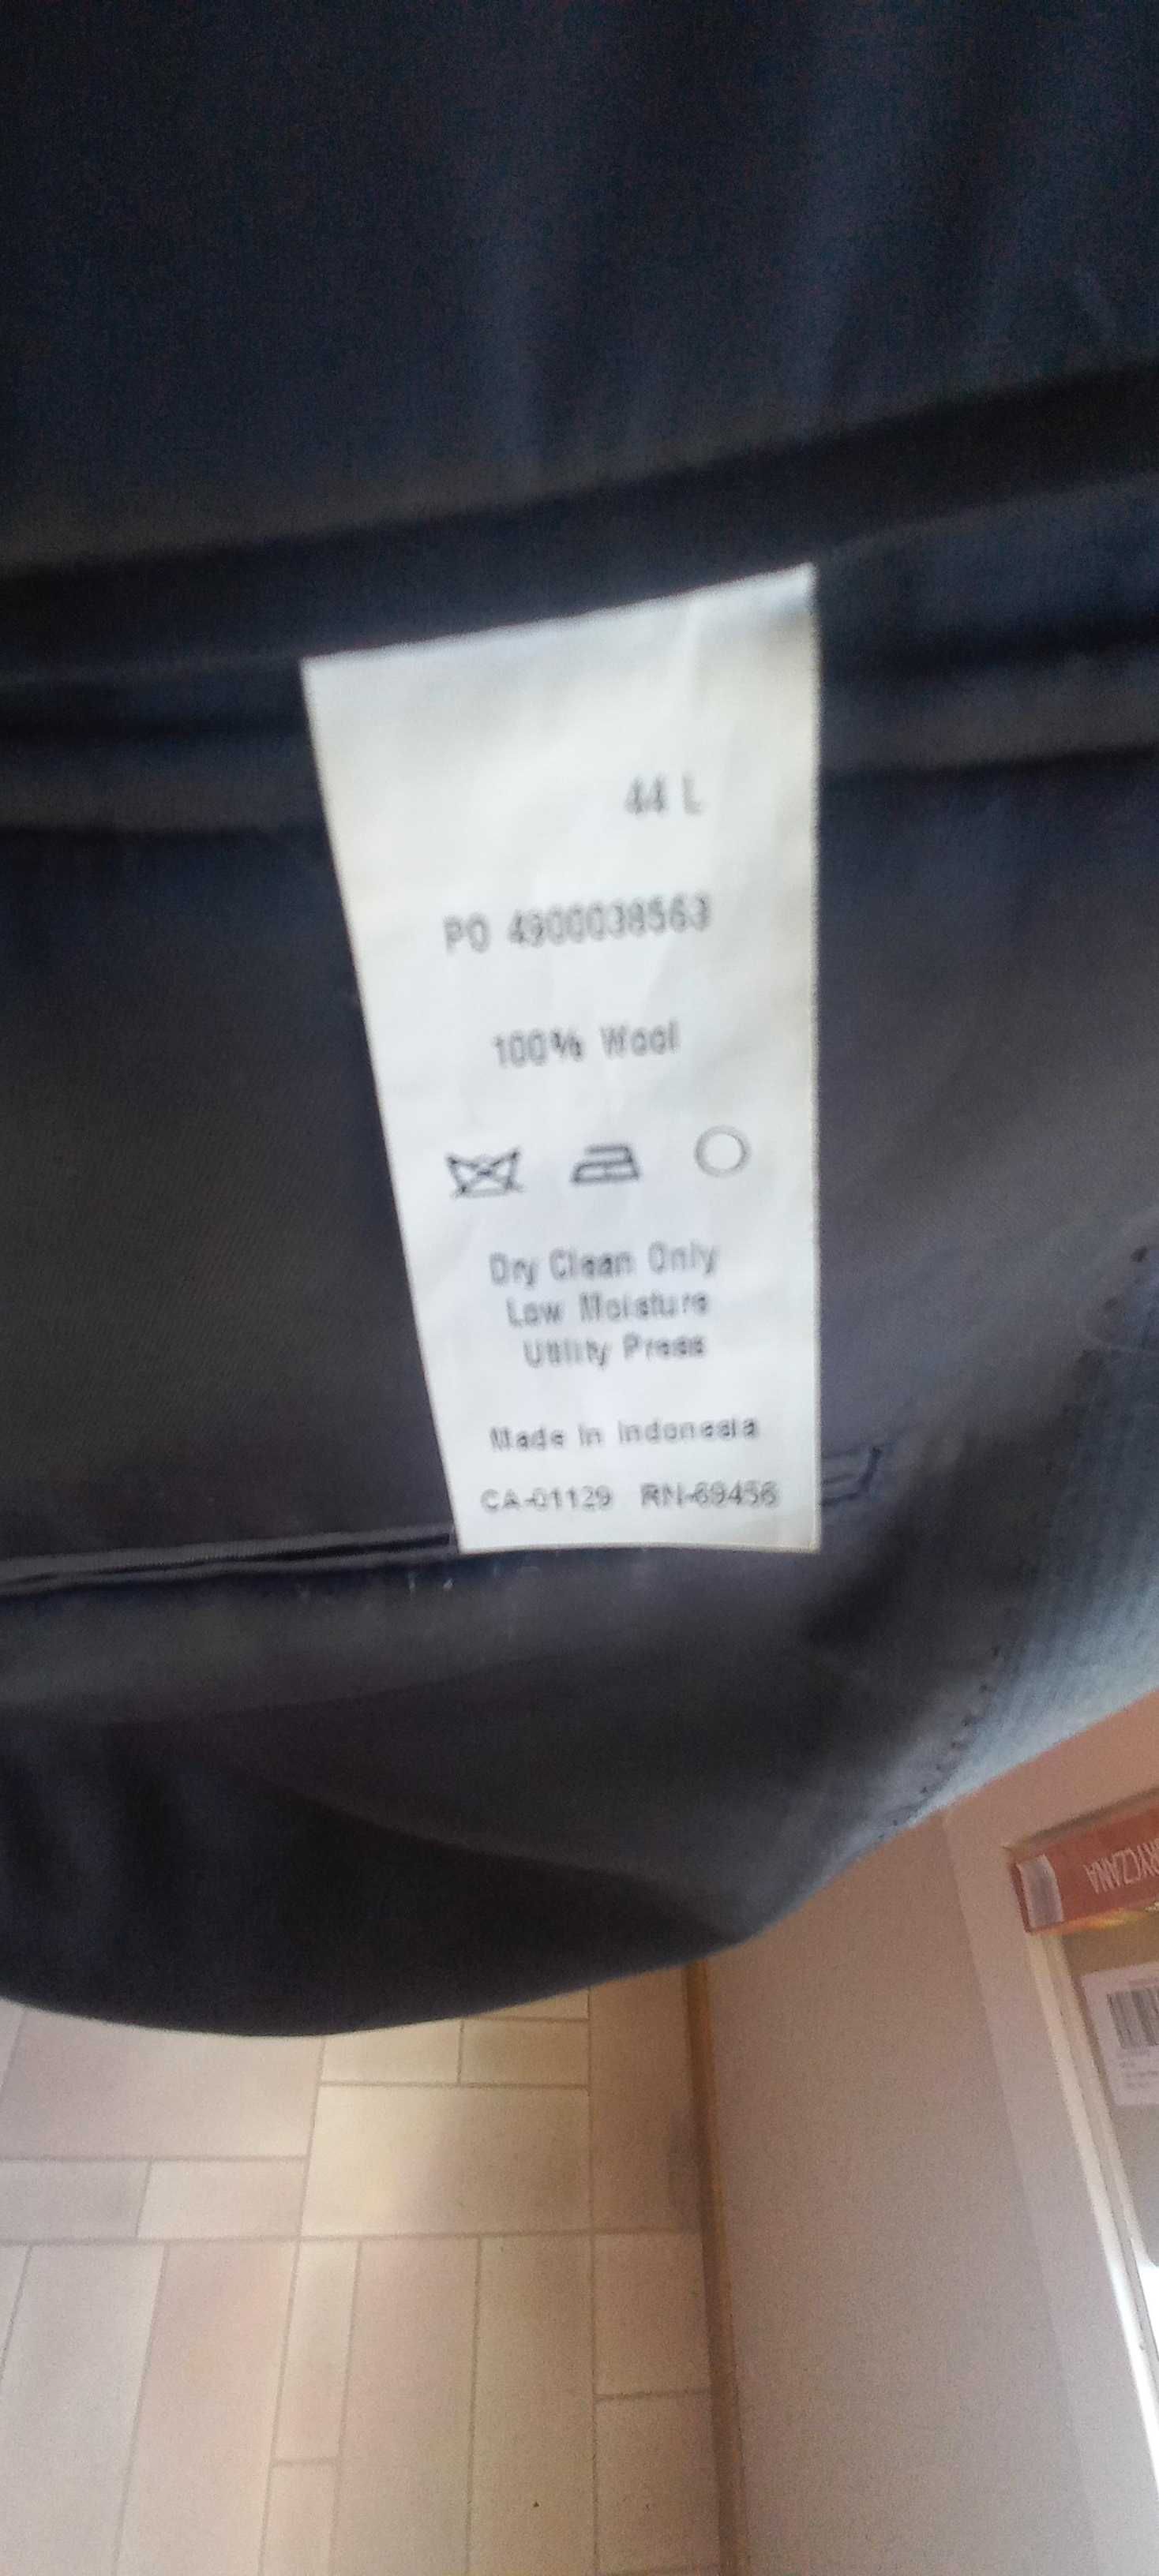 44 L
PO 4900038563
100% Wool
Dry Clean Only
Low Moisture
Utility Press
Made In Indonesia
CA-01129 RN-69456